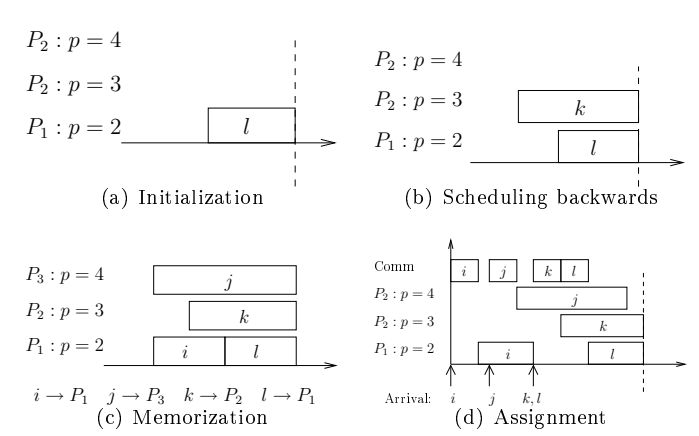 P₂ : p = 4
P₂ : p = 3
P₁ : p = 2
l
(a) Initialization
P₂ : p = 4
P₂ : p = 3
k
P₁ : p = 2
l
(b) Scheduling backwards
P₃ : p = 4
j
P₂ : p = 3
k
P₁ : p = 2
i l
i → P₁ j → P₃ k → P₂ l → P₁
(c) Memorization
Comm
i j k l
P₂ : p = 4
j
P₂ : p = 3
k
P₁ : p = 2
i l
Arrival: i j k, l
(d) Assignment